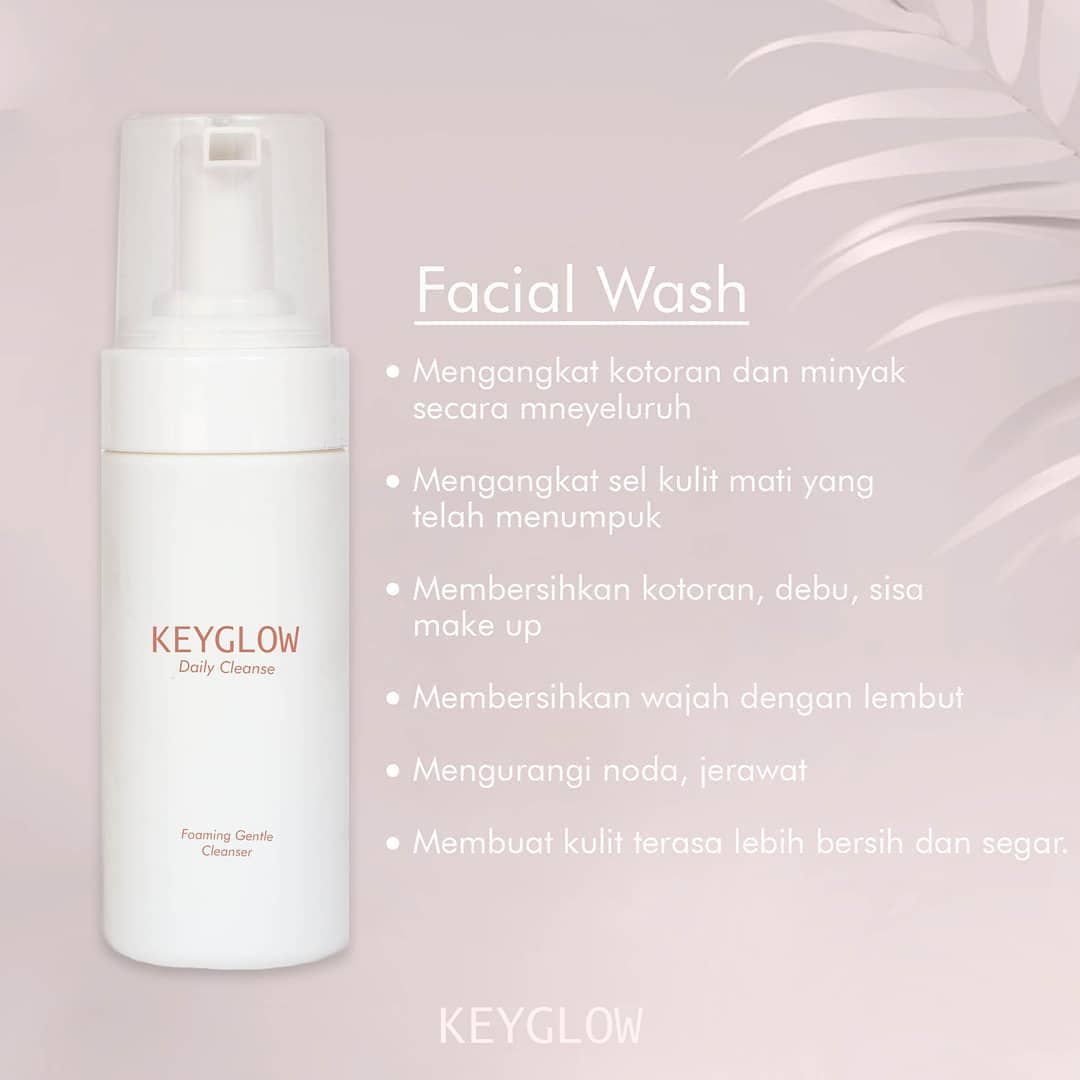 KEYGLOW
Daily Cleanse
Foaming Gentle
Cleanser
Facial Wash
• Mengangkat kotoran dan minyak
secara mneyeluruh
• Mengangkat sel kulit mati yang
telah menumpuk
• Membersihkan kotoran, debu, sisa
make up
• Membersihkan wajah dengan lembut
• Mengurangi noda, jerawat
• Membuat kulit terasa lebih bersih dan segar.
KEYGLOW